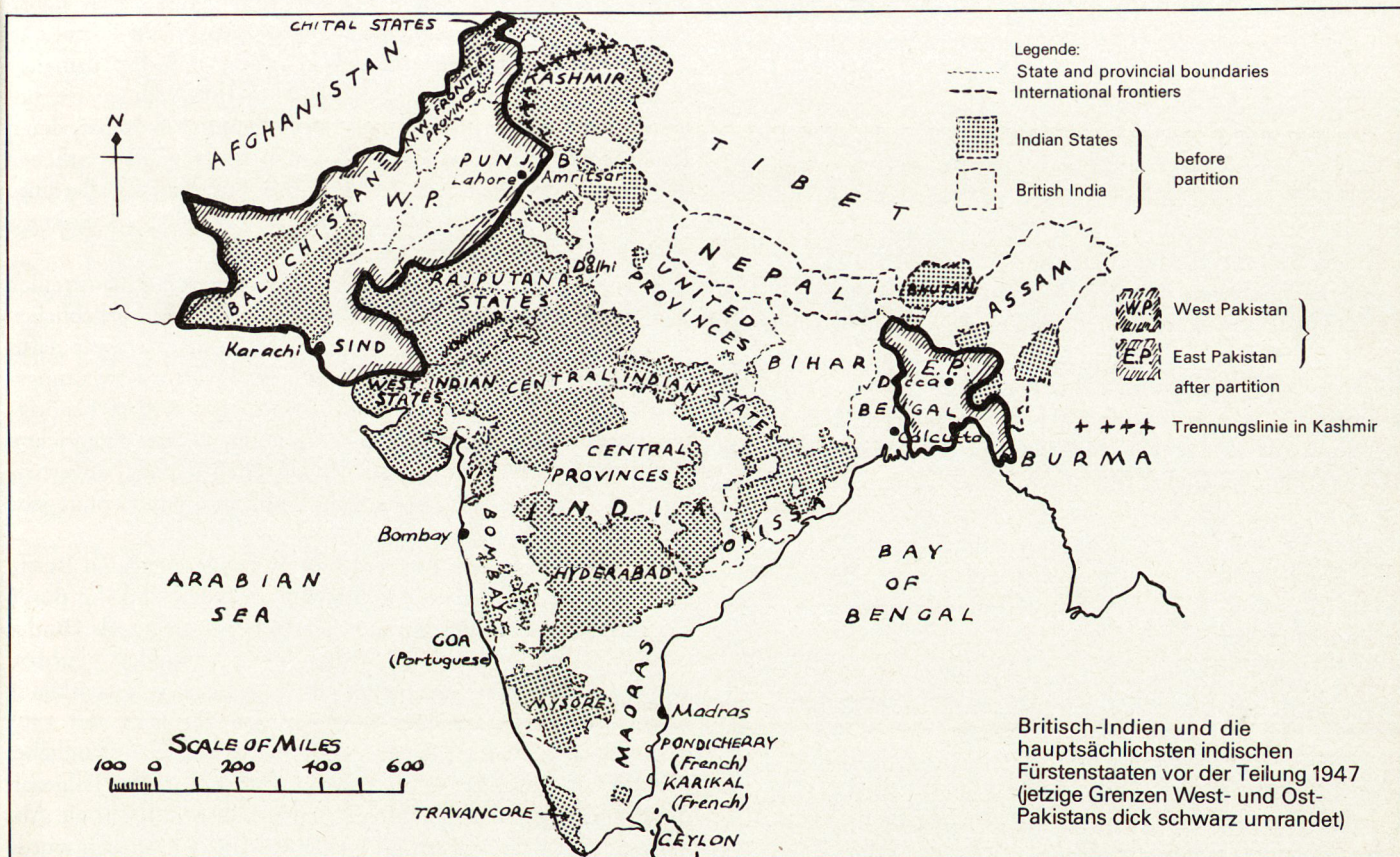 CHITAL STATES
AFGHANISTAN
N.W. FRONTIER
PROVINCE
KASHMIR
N
PUNJ B
Lahore
Amritsar
W.P.
BALUCHISTAN
TIBET
Legende:
State and provincial boundaries
International frontiers
Indian States
British India
before
partition
NEPAL
Delhi
UNITED
PROVINCES
RAJPUTANA
STATES
JODHPUR
BHUTAN
ASSAM
W.P.
West Pakistan
E.P.
East Pakistan
after partition
Trennungslinie in Kashmir
Karachi
SIND
WEST INDIAN
STATES
CENTRAL INDIAN STATES
BIHAR
E.P.
Dacca
BENGAL
Calcutta
BURMA
CENTRAL
PROVINCES
INDIA
ORISSA
Bombay
BOMBAY
HYDERABAD
ARABIAN
SEA
BAY
OF
BENGAL
GOA
(Portuguese)
MYSORE
MADRAS
Madras
PONDICHERRY
(French)
KARIKAL
(French)
SCALE OF MILES
100 0 200 400 600
TRAVANCORE
CEYLON
Britisch-Indien und die
hauptsächlichsten indischen
Fürstenstaaten vor der Teilung 1947
(jetzige Grenzen West- und Ost-
Pakistans dick schwarz umrandet)